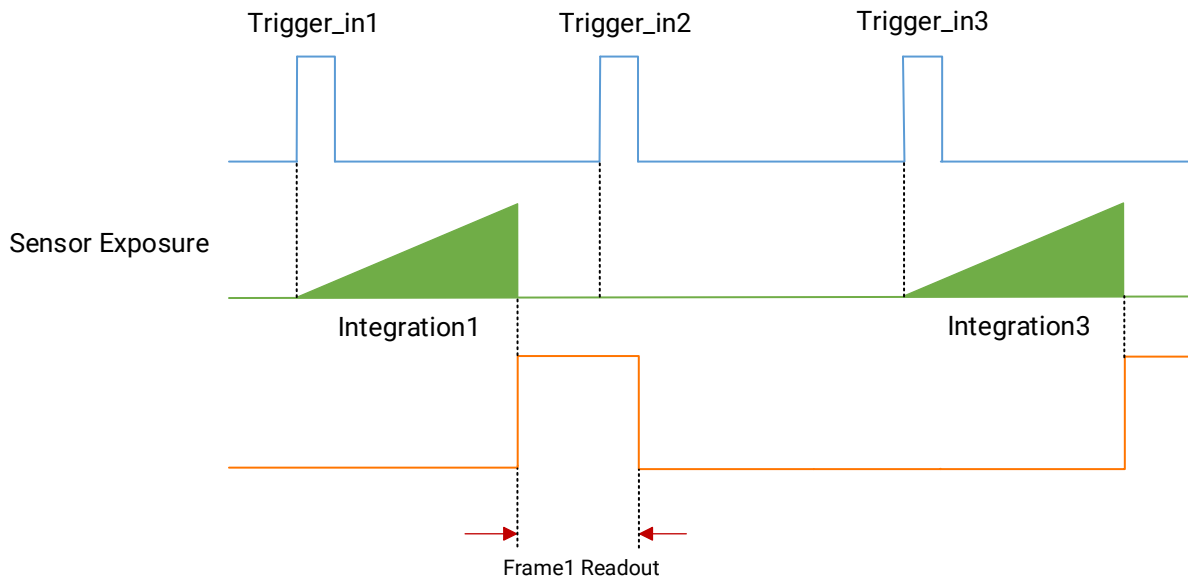 Trigger_in1
Trigger_in2
Trigger_in3
Sensor Exposure
Integration1
Integration3
Frame1 Readout